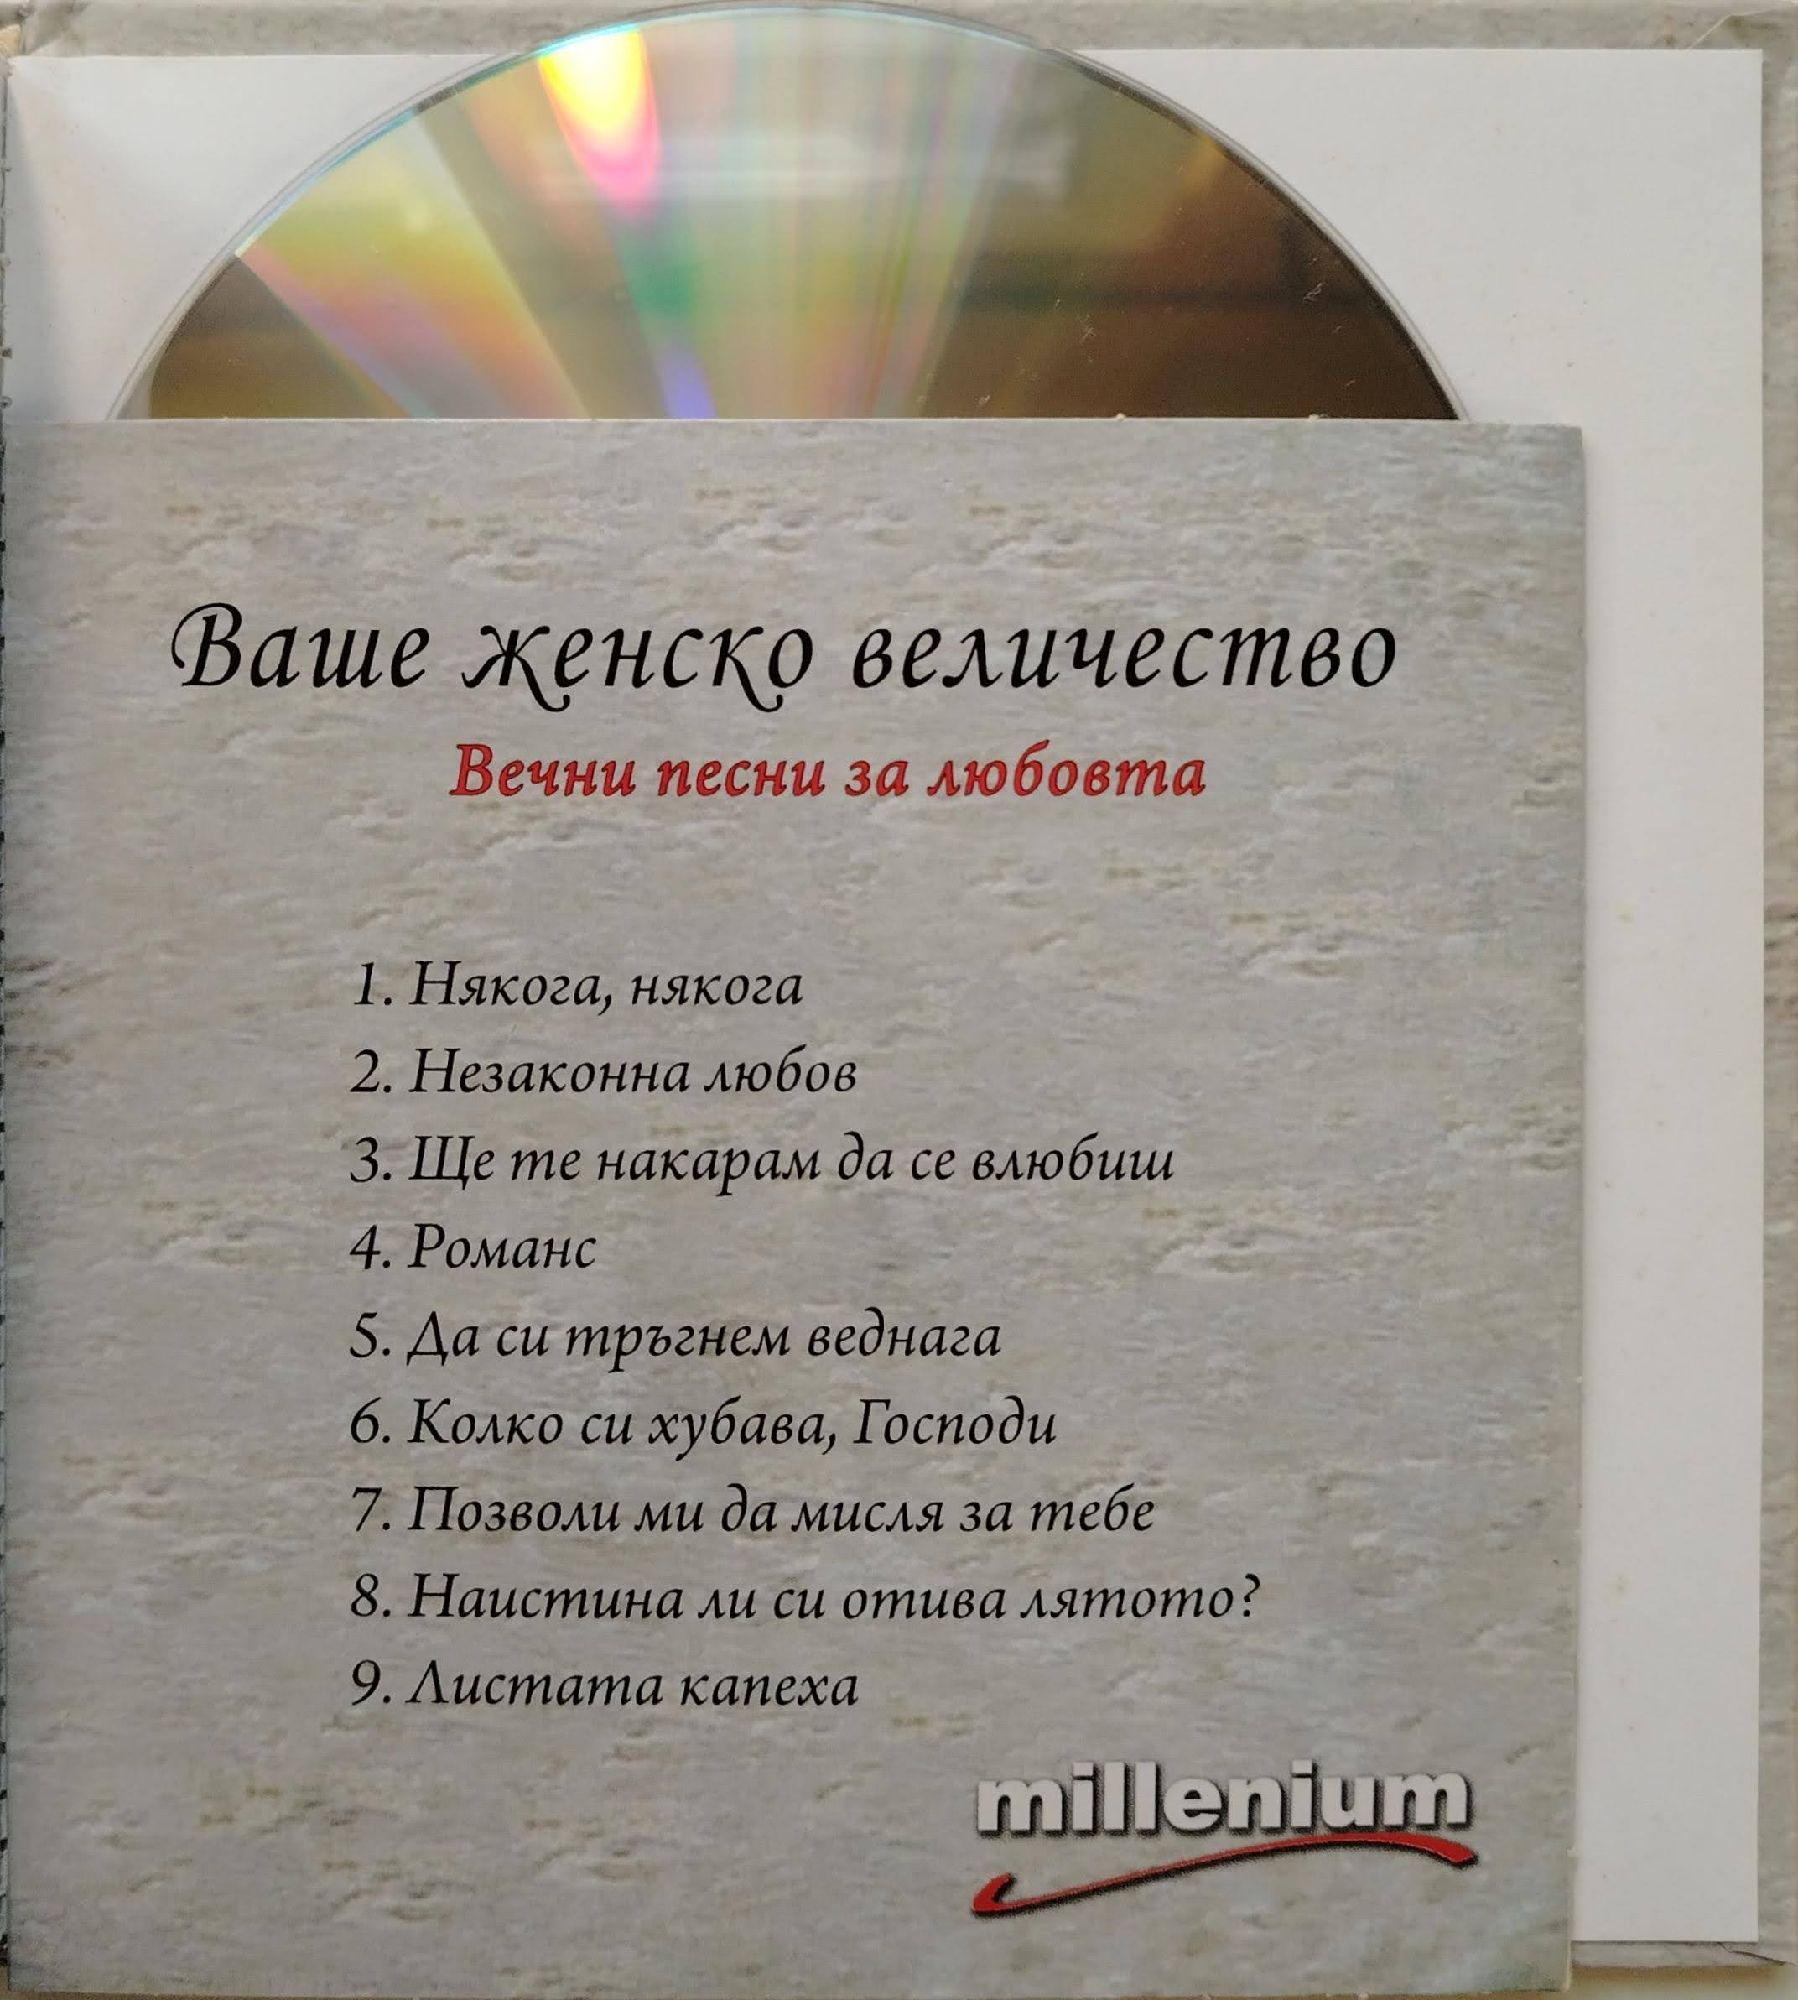 Ваше женско величество
Вечни песни за любовта
1. Някога, някога
2. Незаконна любов
3. Ще те накарам да се влюбиш
4. Романс
5. Да си тръгнем веднага
6. Колко си хубава, Господи
7. Позволи ми да мисля за тебе
8. Наистина ли си отива лятото?
9. Листата капеха
millenium